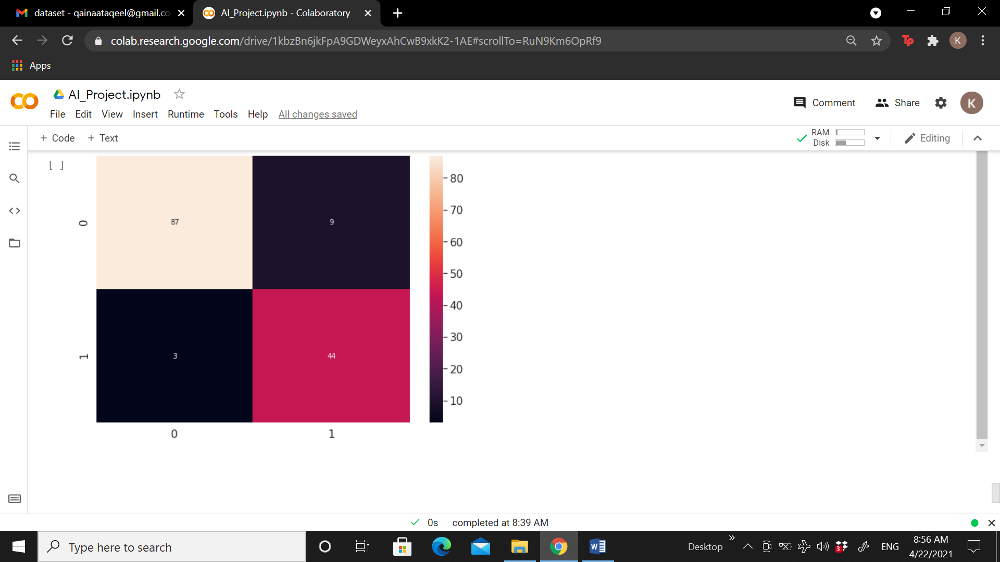 dataset - qainaataqeel@gmail.co
AI_Project.ipynb - Colaboratory
colab.research.google.com/drive/1kbzBn6jkFpA9GDWeyxAhCwB9xkK2-1AE#scrollTo=RuN9Km6OpRf9
Tp
K
Apps
AI_Project.ipynb
File Edit View Insert Runtime Tools Help All changes saved
Comment
Share
K
+ Code + Text
RAM
Disk
Editing
[ ]
80
70
60
50
40
30
20
10
0
87
9
1
3
44
0
1
0s completed at 8:39 AM
Type here to search
W
Desktop
3
ENG
8:56 AM
4/22/2021